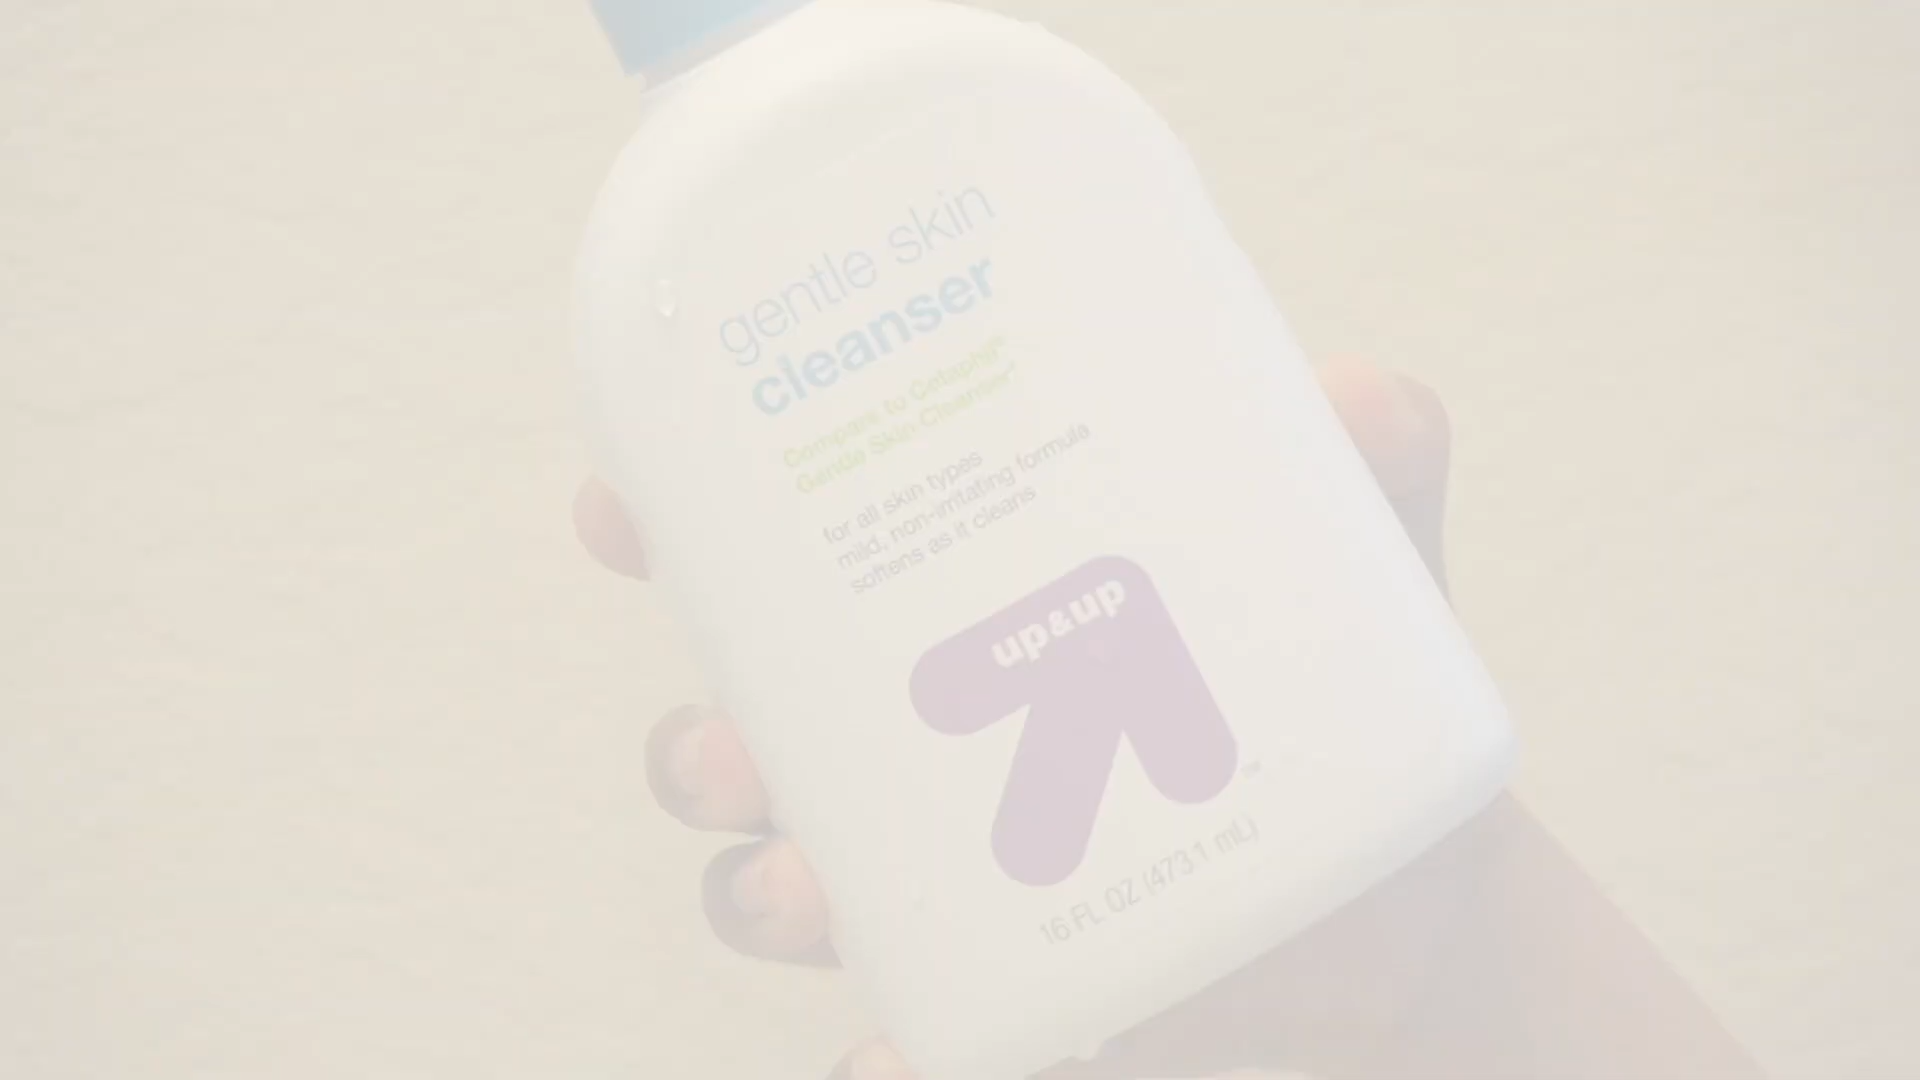 gentle skin
cleanser
Compare to Cetaphil®
Gentle Skin Cleanser*
for all skin types
mild, non-irritating formula
softens as it cleans
up&up
TM
16 FL OZ (473.1 mL)